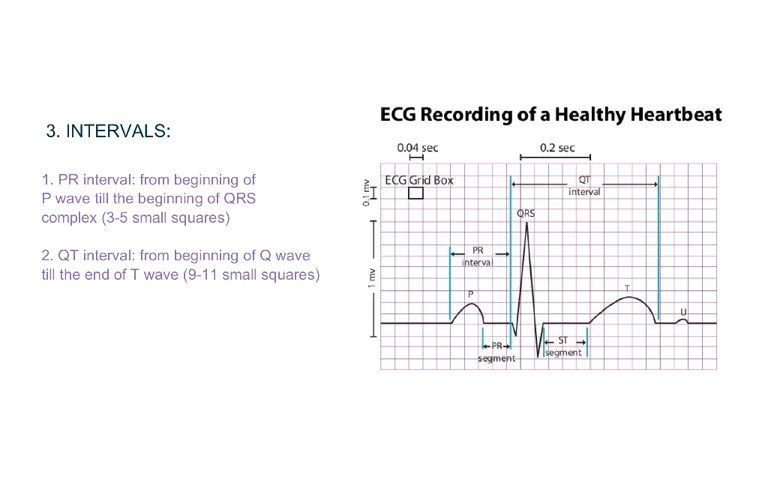 3. INTERVALS:
1. PR interval: from beginning of
P wave till the beginning of QRS
complex (3-5 small squares)
2. QT interval: from beginning of Q wave
till the end of T wave (9-11 small squares)
ECG Recording of a Healthy Heartbeat
0.04 sec
0.2 sec
ECG Grid Box
0.1 mv
1 mv
QT
interval
QRS
PR
interval
P
T
U
PR
segment
ST
segment